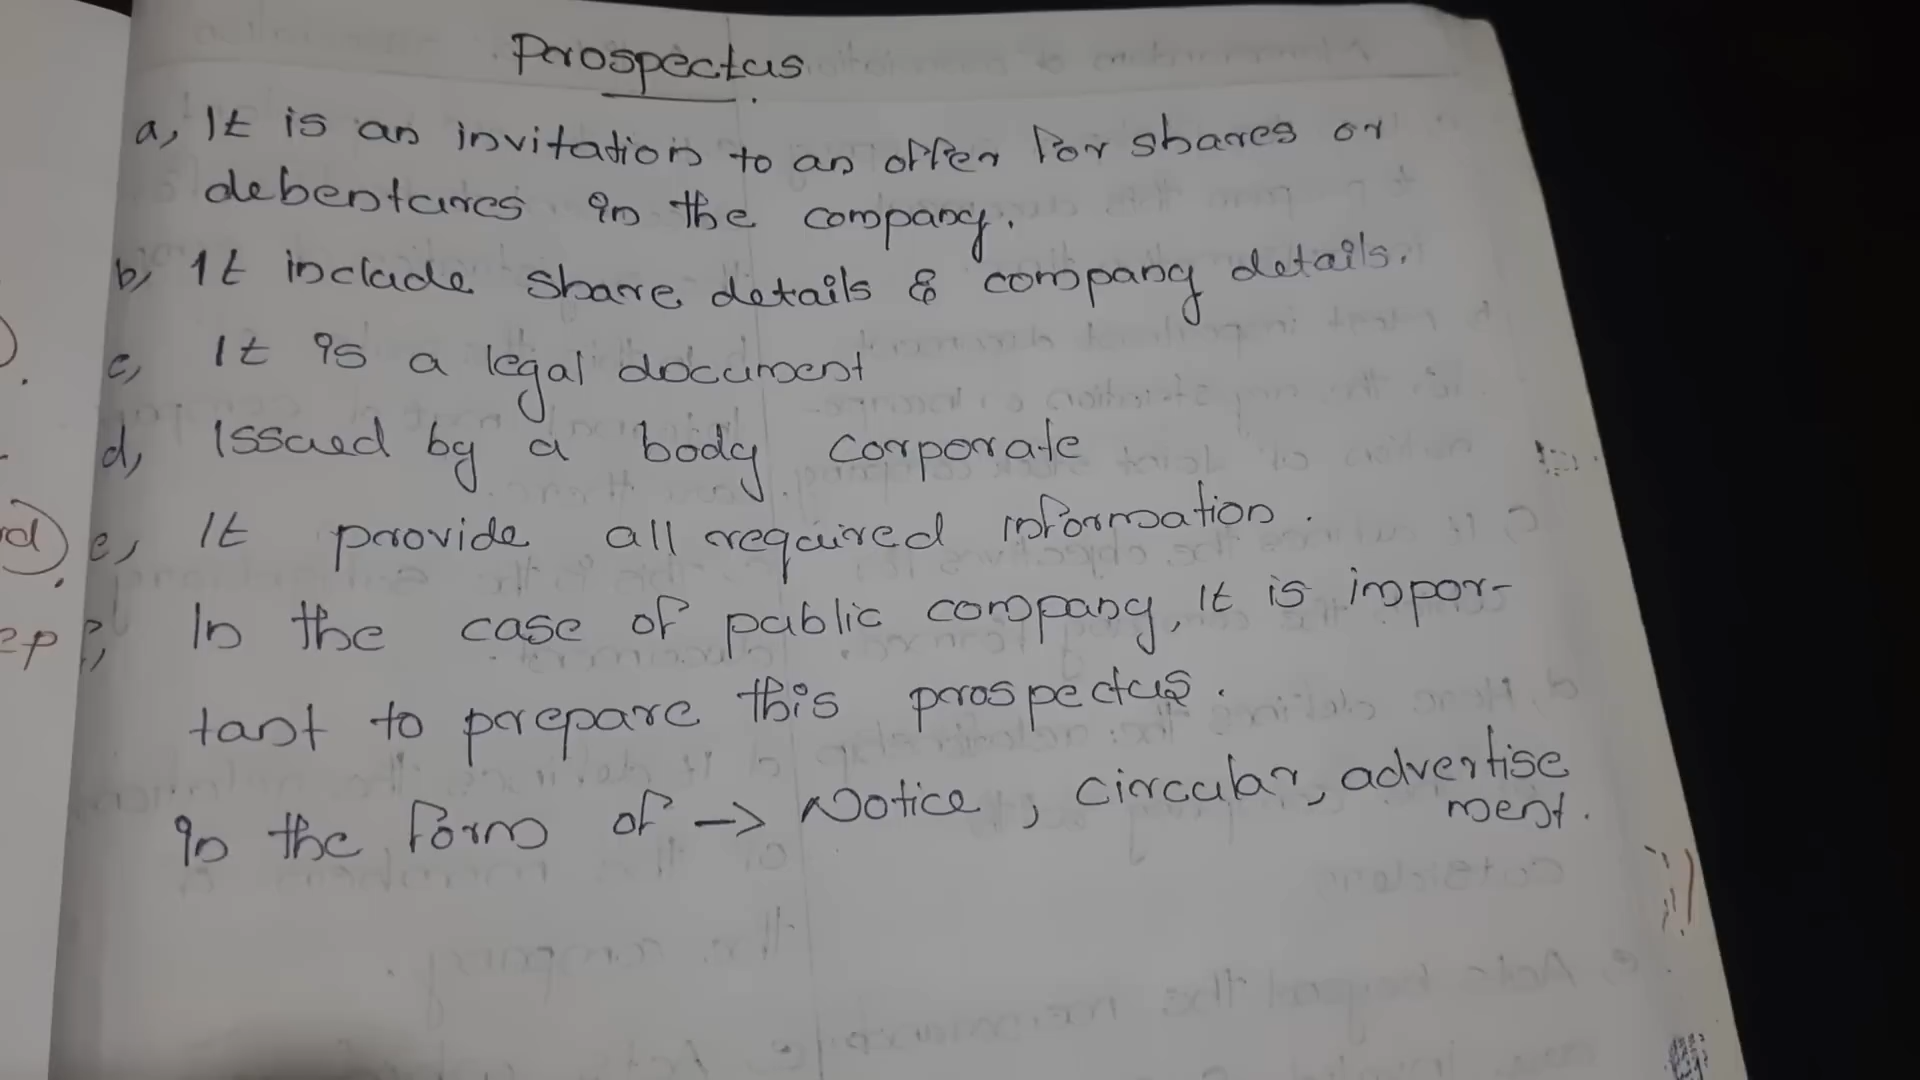 Prospectus
a, It is an invitation to an offer for shares or
debentures in the company.
b, It include share details & company details.
c, It is a legal document
d, Issued by a body corporate
e, It provide all required information.
f, In the case of public company, it is impor-
tant to prepare this prospectus.
In the form of -> Notice, circular, advertise
ment.